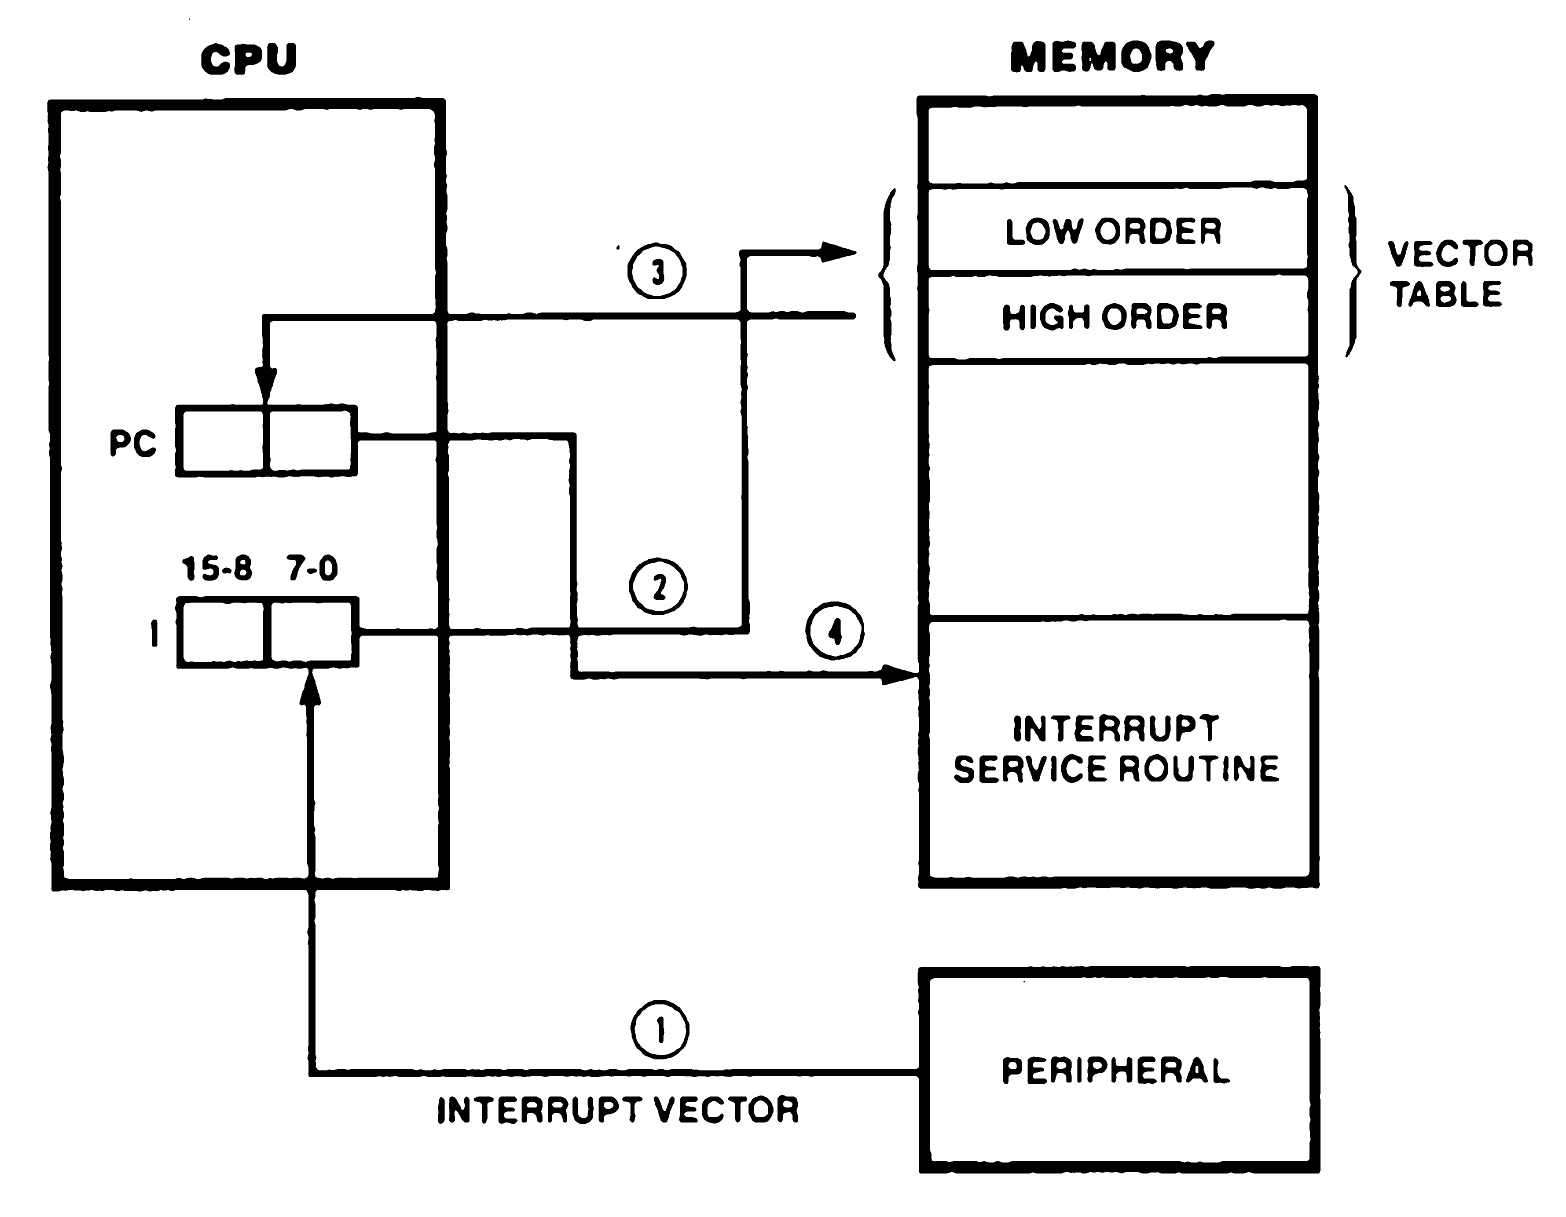 CPU
MEMORY
LOW ORDER
HIGH ORDER
VECTOR
TABLE
3
PC
15-8 7-0
I
2
4
INTERRUPT
SERVICE ROUTINE
1
INTERRUPT VECTOR
PERIPHERAL